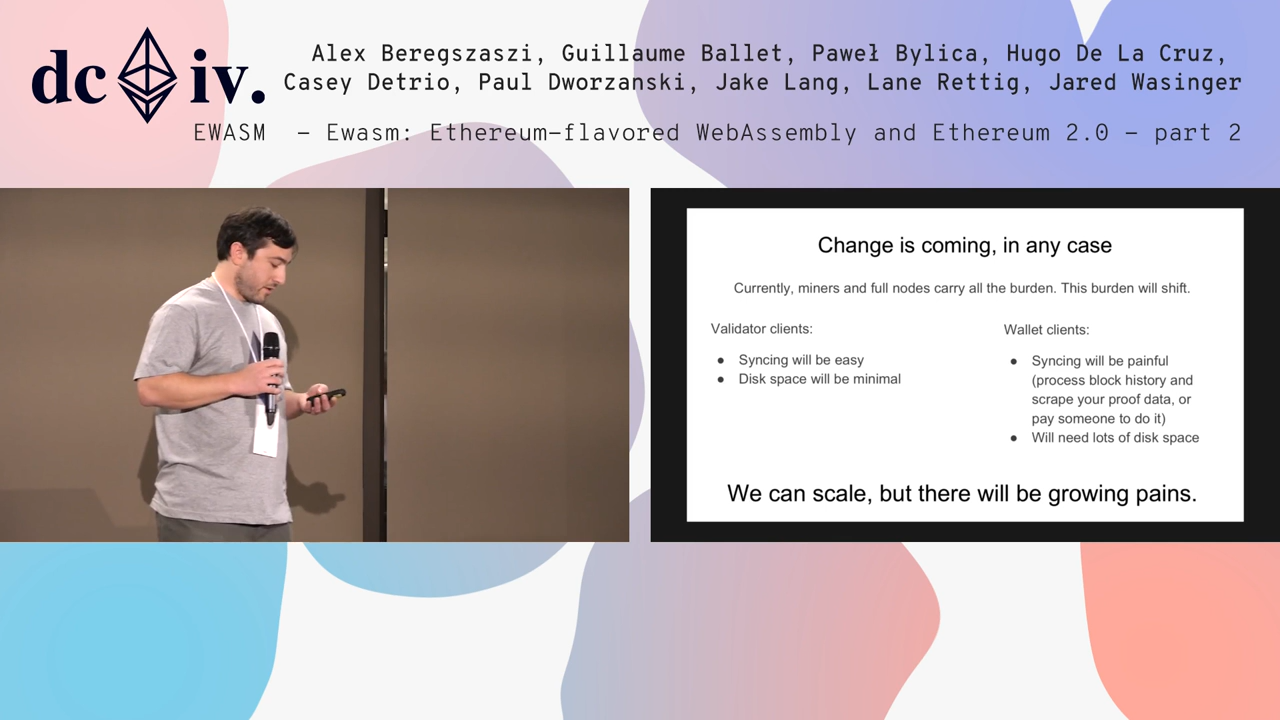 dc iv.
Alex Beregszaszi, Guillaume Ballet, Paweł Bylica, Hugo De La Cruz,
Casey Detrio, Paul Dworzanski, Jake Lang, Lane Rettig, Jared Wasinger
EWASM - Ewasm: Ethereum-flavored WebAssembly and Ethereum 2.0 - part 2
Change is coming, in any case
Currently, miners and full nodes carry all the burden. This burden will shift.
Validator clients:
● Syncing will be easy
● Disk space will be minimal
Wallet clients:
● Syncing will be painful
(process block history and
scrape your proof data, or
pay someone to do it)
● Will need lots of disk space
We can scale, but there will be growing pains.